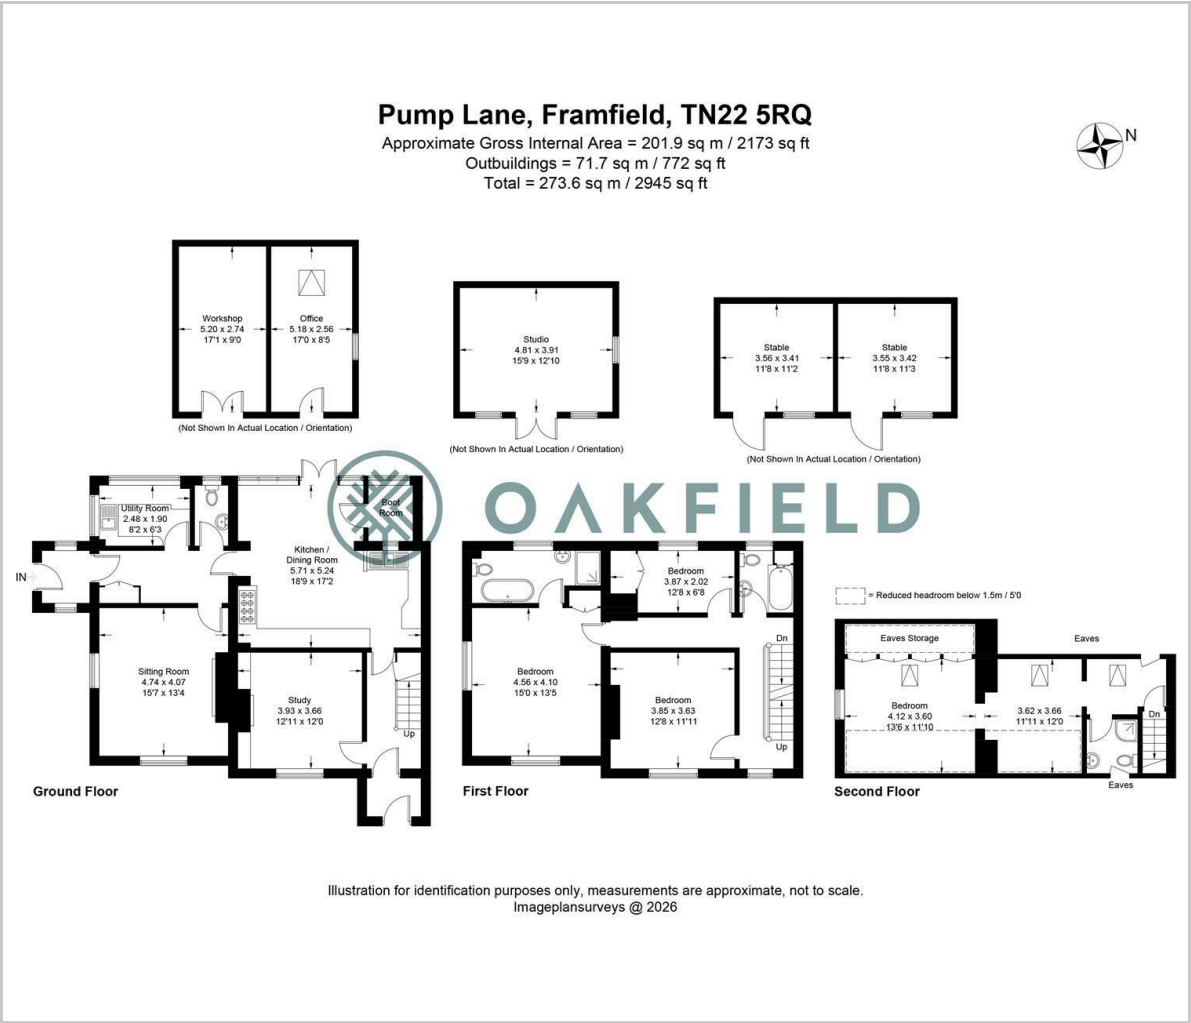 Pump Lane, Framfield, TN22 5RQ
Approximate Gross Internal Area = 201.9 sq m / 2173 sq ft
Outbuildings = 71.7 sq m / 772 sq ft
Total = 273.6 sq m / 2945 sq ft
N
Workshop
5.20 x 2.74
17'1 x 9'0
Office
5.18 x 2.56
17'0 x 8'5
(Not Shown In Actual Location / Orientation)
Studio
4.81 x 3.91
15'9 x 12'10
(Not Shown In Actual Location / Orientation)
Stable
3.56 x 3.41
11'8 x 11'2
Stable
3.55 x 3.42
11'8 x 11'3
(Not Shown In Actual Location / Orientation)
OAKFIELD
Utility Room
2.48 x 1.90
8'2 x 6'3
Boot
Room
Kitchen /
Dining Room
5.71 x 5.24
18'9 x 17'2
IN
Sitting Room
4.74 x 4.07
15'7 x 13'4
Study
3.93 x 3.66
12'11 x 12'0
Up
Ground Floor
Bedroom
3.87 x 2.02
12'8 x 6'8
Bedroom
4.56 x 4.10
15'0 x 13'5
Bedroom
3.85 x 3.63
12'8 x 11'11
Dn
Up
First Floor
= Reduced headroom below 1.5m / 5'0
Eaves Storage
Eaves
Bedroom
4.12 x 3.60
13'6 x 11'10
3.62 x 3.66
11'11 x 12'0
Dn
Eaves
Second Floor
Illustration for identification purposes only, measurements are approximate, not to scale.
Imageplansurveys @ 2026